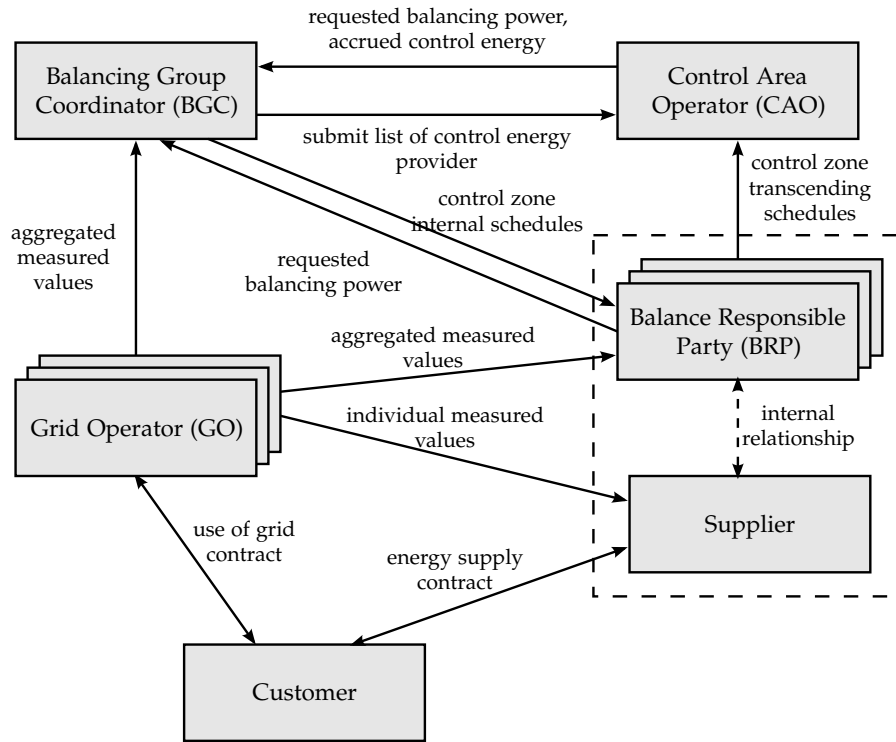 requested balancing power,
accrued control energy
Balancing Group
Coordinator (BGC)
Control Area
Operator (CAO)
submit list of control energy
provider
control zone
transcending
schedules
control zone
internal schedules
aggregated
measured
values
requested
balancing power
Balance Responsible
Party (BRP)
aggregated measured
values
Grid Operator (GO)
individual measured
values
internal
relationship
Supplier
use of grid
contract
energy supply
contract
Customer